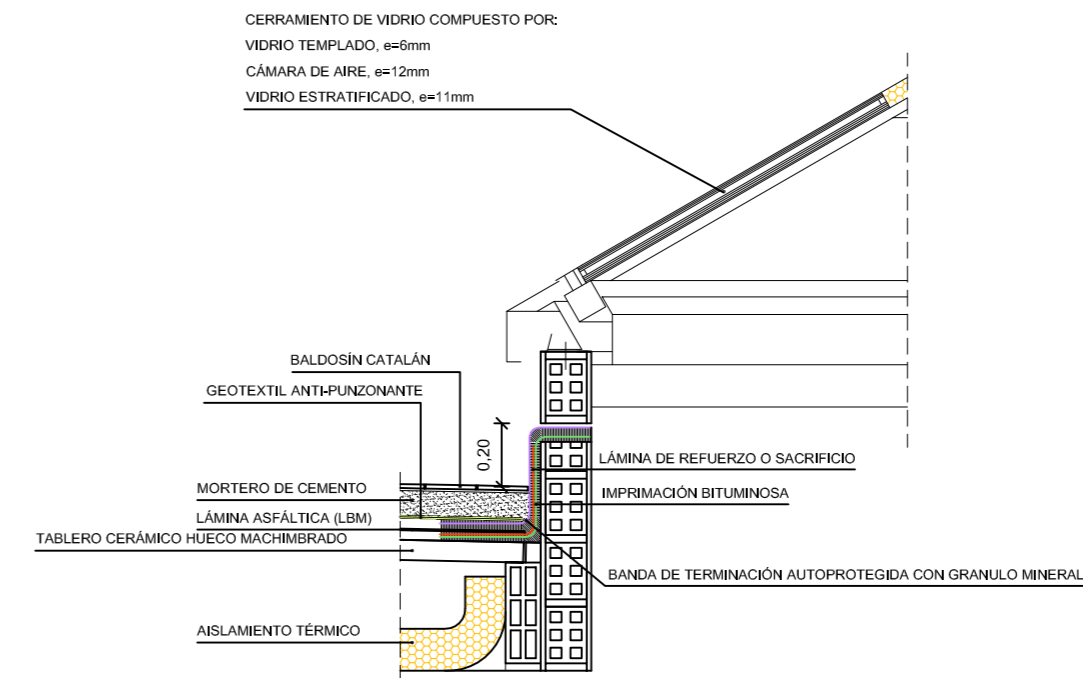 CERRAMIENTO DE VIDRIO COMPUESTO POR:
VIDRIO TEMPLADO, e=6mm
CÁMARA DE AIRE, e=12mm
VIDRIO ESTRATIFICADO, e=11mm
BALDOSÍN CATALÁN
GEOTEXTIL ANTI-PUNZONANTE
0,20
LÁMINA DE REFUERZO O SACRIFICIO
MORTERO DE CEMENTO
IMPRIMACIÓN BITUMINOSA
LÁMINA ASFÁLTICA (LBM)
TABLERO CERÁMICO HUECO MACHIMBRADO
BANDA DE TERMINACIÓN AUTOPROTEGIDA CON GRANULO MINERAL
AISLAMIENTO TÉRMICO